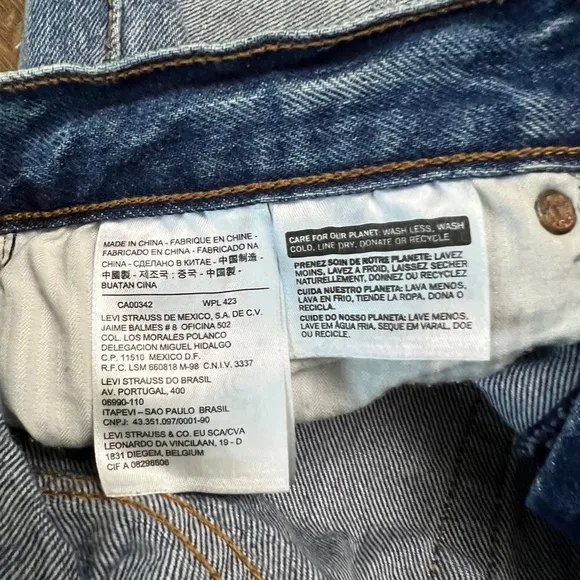 MADE IN CHINA - FABRIQUE EN CHINE -
FABRICADO EN CHINA - FABRICADO NA
CHINA - СДЕЛАНО В КИТАЕ - 中国制造 -
中國製 - 제조국 : 중국 - 中国製 -
BUATAN CINA
CA00342 WPL 423
LEVI STRAUSS DE MEXICO, S.A. DE C.V.
JAIME BALMES # 8 OFICINA 502
COL. LOS MORALES POLANCO
DELEGACION MIGUEL HIDALGO
C.P. 11510 MEXICO D.F.
R.F.C. LSM 660818 M-98 C.N.I.V. 3337
LEVI STRAUSS DO BRASIL
AV. PORTUGAL, 400
06690-110
ITAPEVI - SAO PAULO BRASIL
CNPJ: 43.351.097/0001-90
LEVI STRAUSS & CO. EU SCA/CVA
LEONARDO DA VINCILAAN, 19 - D
1831 DIEGEM, BELGIUM
CIF A 08296606
CARE FOR OUR PLANET: WASH LESS, WASH
COLD, LINE DRY, DONATE OR RECYCLE
PRENEZ SOIN DE NOTRE PLANETE: LAVEZ
MOINS, LAVEZ A FROID, LAISSEZ SECHER
NATURELLEMENT, DONNEZ OU RECYCLEZ
CUIDA NUESTRO PLANETA: LAVA MENOS,
LAVA EN FRIO, TIENDE LA ROPA, DONA O
RECICLA.
CUIDE DO NOSSO PLANETA: LAVE MENOS,
LAVE EM ÁGUA FRIA, SEQUE EM VARAL, DOE
OU RECICLE.